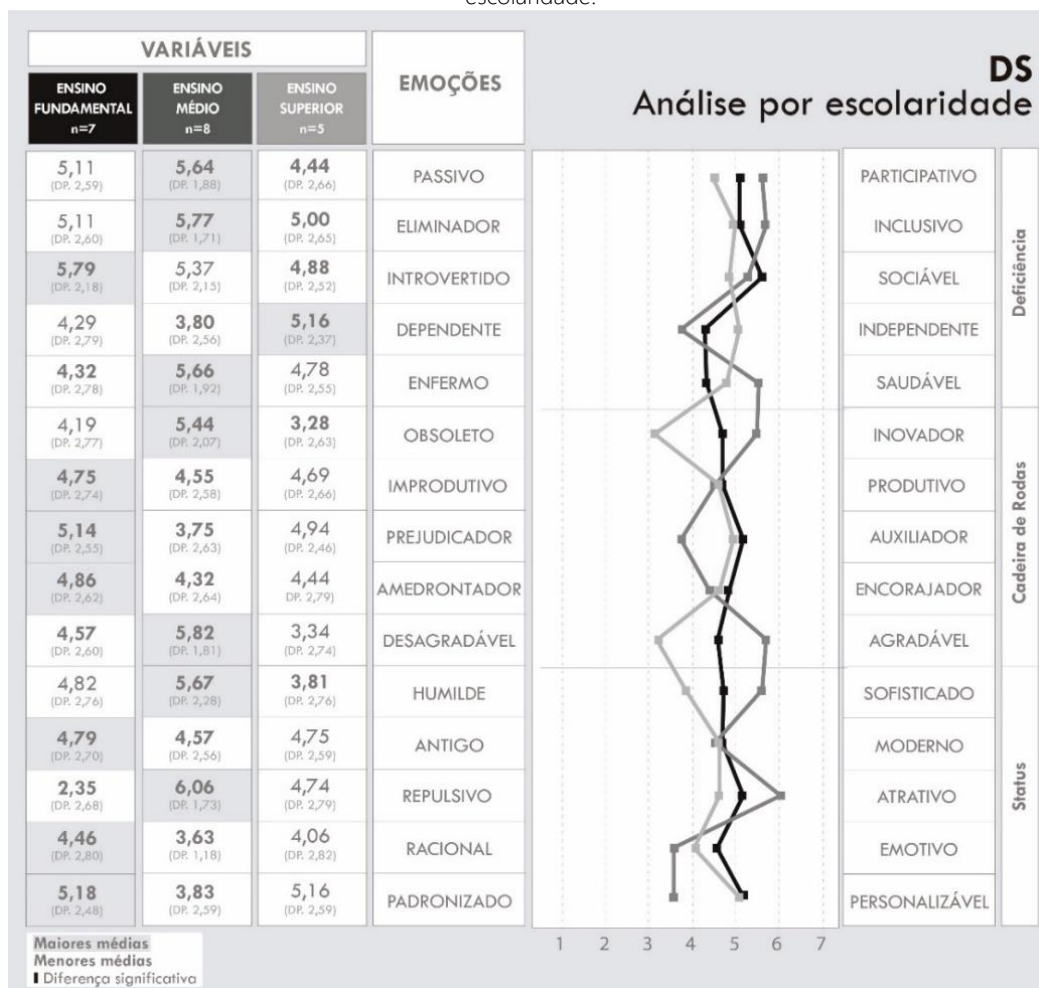 escolaridade.
VARIÁVEIS
ENSINO FUNDAMENTAL n=7
ENSINO MÉDIO n=8
ENSINO SUPERIOR n=5
EMOÇÕES
DS
Análise por escolaridade
5,11 (DP. 2,59) 5,64 (DP. 1,88) 4,44 (DP. 2,66) PASSIVO PARTICIPATIVO
5,11 (DP. 2,60) 5,77 (DP. 1,71) 5,00 (DP. 2,65) ELIMINADOR INCLUSIVO
5,79 (DP. 2,18) 5,37 (DP. 2,15) 4,88 (DP. 2,52) INTROVERTIDO SOCIÁVEL
4,29 (DP. 2,79) 3,80 (DP. 2,56) 5,16 (DP. 2,37) DEPENDENTE INDEPENDENTE
4,32 (DP. 2,78) 5,66 (DP. 1,92) 4,78 (DP. 2,55) ENFERMO SAUDÁVEL
Deficiência
4,19 (DP. 2,77) 5,44 (DP. 2,07) 3,28 (DP. 2,63) OBSOLETO INOVADOR
4,75 (DP. 2,74) 4,55 (DP. 2,58) 4,69 (DP. 2,66) IMPRODUTIVO PRODUTIVO
5,14 (DP. 2,55) 3,75 (DP. 2,63) 4,94 (DP. 2,46) PREJUDICADOR AUXILIADOR
4,86 (DP. 2,62) 4,32 (DP. 2,64) 4,44 DP. 2,79) AMEDRONTADOR ENCORAJADOR
4,57 (DP. 2,60) 5,82 (DP. 1,81) 3,34 (DP. 2,74) DESAGRADÁVEL AGRADÁVEL
Cadeira de Rodas
4,82 (DP. 2,76) 5,67 (DP. 2,28) 3,81 (DP. 2,76) HUMILDE SOFISTICADO
4,79 (DP. 2,70) 4,57 (DP. 2,56) 4,75 (DP. 2,59) ANTIGO MODERNO
2,35 (DP. 2,68) 6,06 (DP. 1,73) 4,74 (DP. 2,79) REPULSIVO ATRATIVO
4,46 (DP. 2,80) 3,63 (DP. 1,18) 4,06 (DP. 2,82) RACIONAL EMOTIVO
5,18 (DP. 2,48) 3,83 (DP. 2,59) 5,16 (DP. 2,59) PADRONIZADO PERSONALIZÁVEL
Status
1 2 3 4 5 6 7
Maiores médias
Menores médias
Diferença significativa